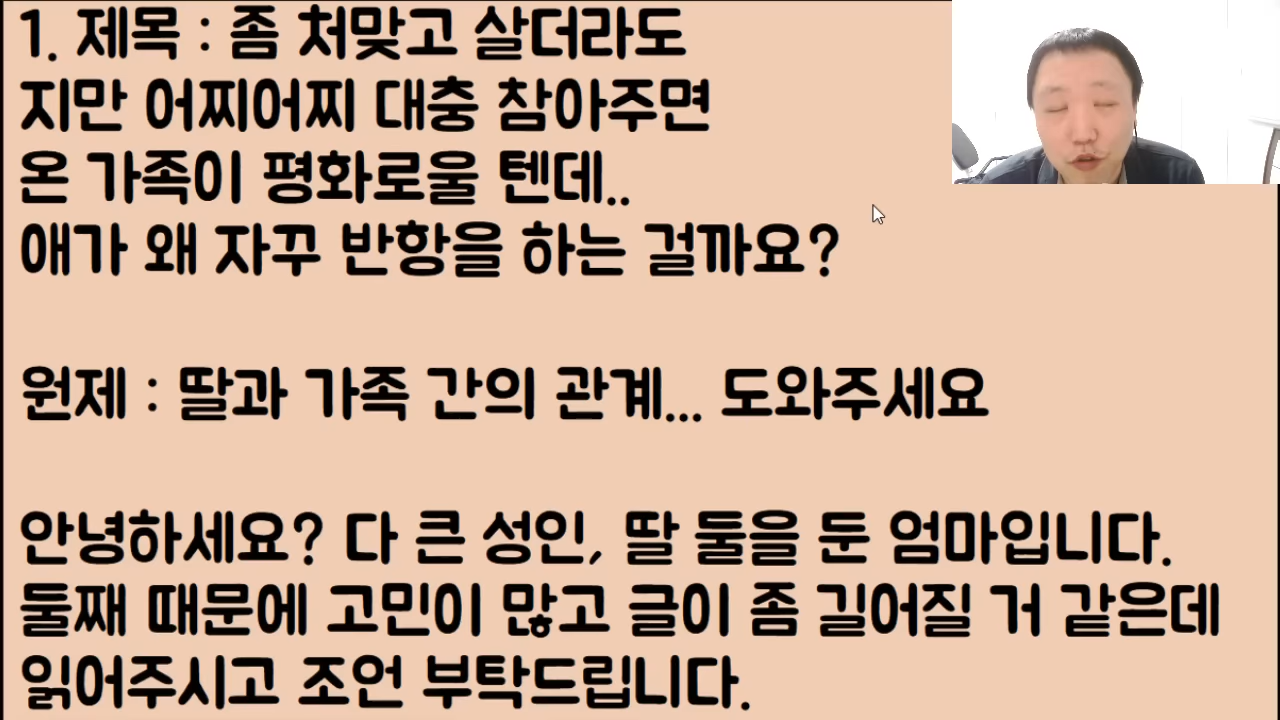 1. 제목 : 좀 처맞고 살더라도
지만 어찌어찌 대충 참아주면
온 가족이 평화로울 텐데..
애가 왜 자꾸 반항을 하는 걸까요?
원제 : 딸과 가족 간의 관계... 도와주세요
안녕하세요? 다 큰 성인, 딸 둘을 둔 엄마입니다.
둘째 때문에 고민이 많고 글이 좀 길어질 거 같은데
읽어주시고 조언 부탁드립니다.